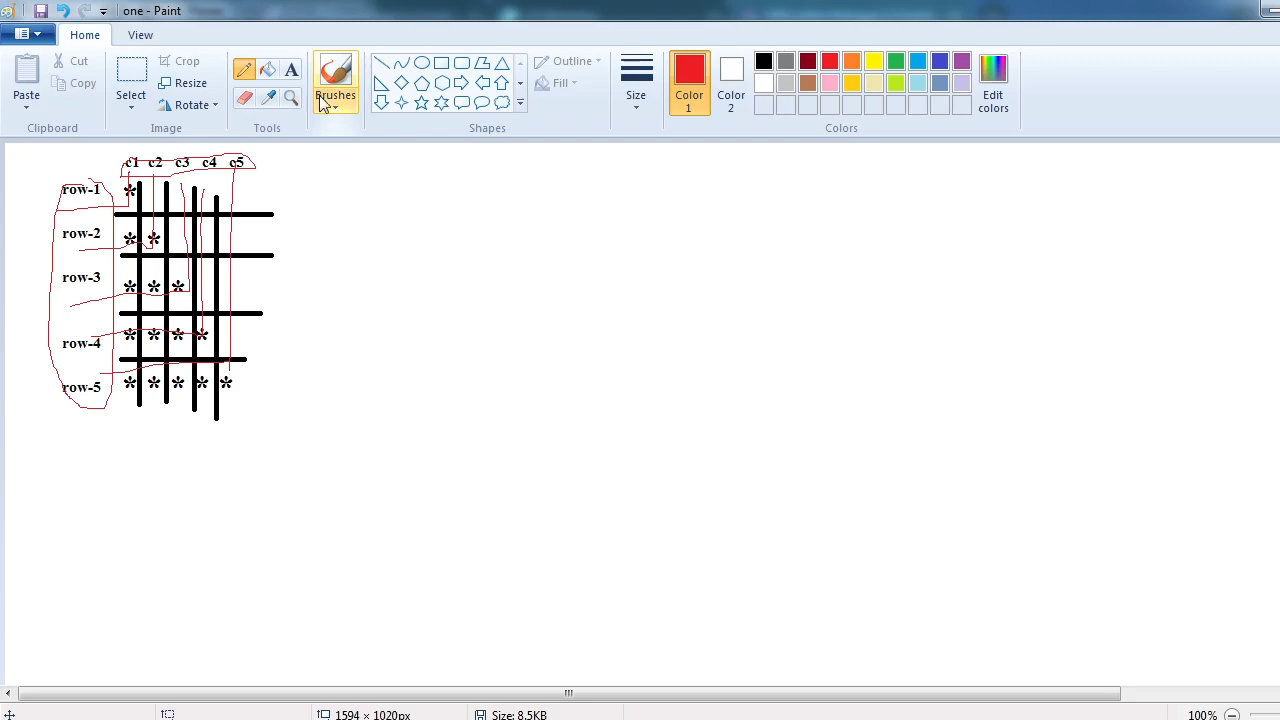 one - Paint
Home View
Cut
Copy
Paste
Crop
Resize
Rotate
Select
Brushes
Outline
Fill
Size
Color 1
Color 2
Edit colors
Clipboard Image Tools Shapes Colors
c1 c2 c3 c4 c5
row-1 *
row-2 * *
row-3 * * *
row-4 * * * *
row-5 * * * * *
1594 × 1020px Size: 8.5KB 100%